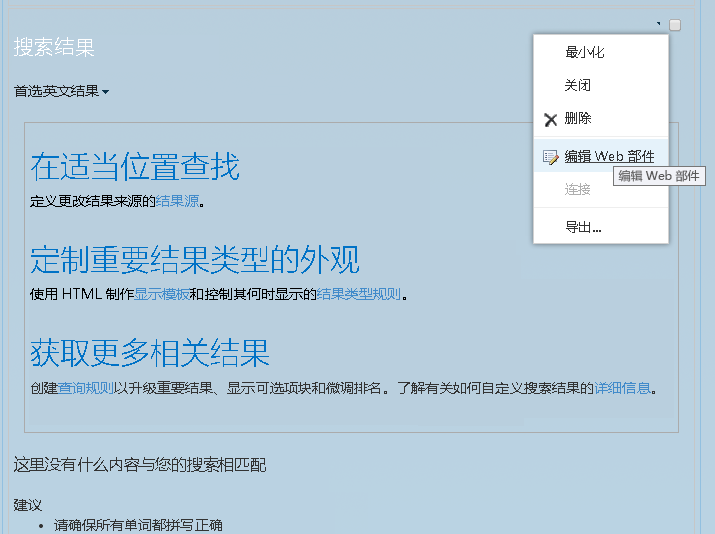 搜索结果
首选英文结果
最小化
关闭
删除
编辑 Web 部件
编辑 Web 部件
连接
导出...
在适当位置查找
定义更改结果来源的结果源。
定制重要结果类型的外观
使用 HTML 制作显示模板和控制其何时显示的结果类型规则。
获取更多相关结果
创建查询规则以升级重要结果、显示可选项块和微调排名。了解有关如何自定义搜索结果的详细信息。
这里没有什么内容与您的搜索相匹配
建议
• 请确保所有单词都拼写正确